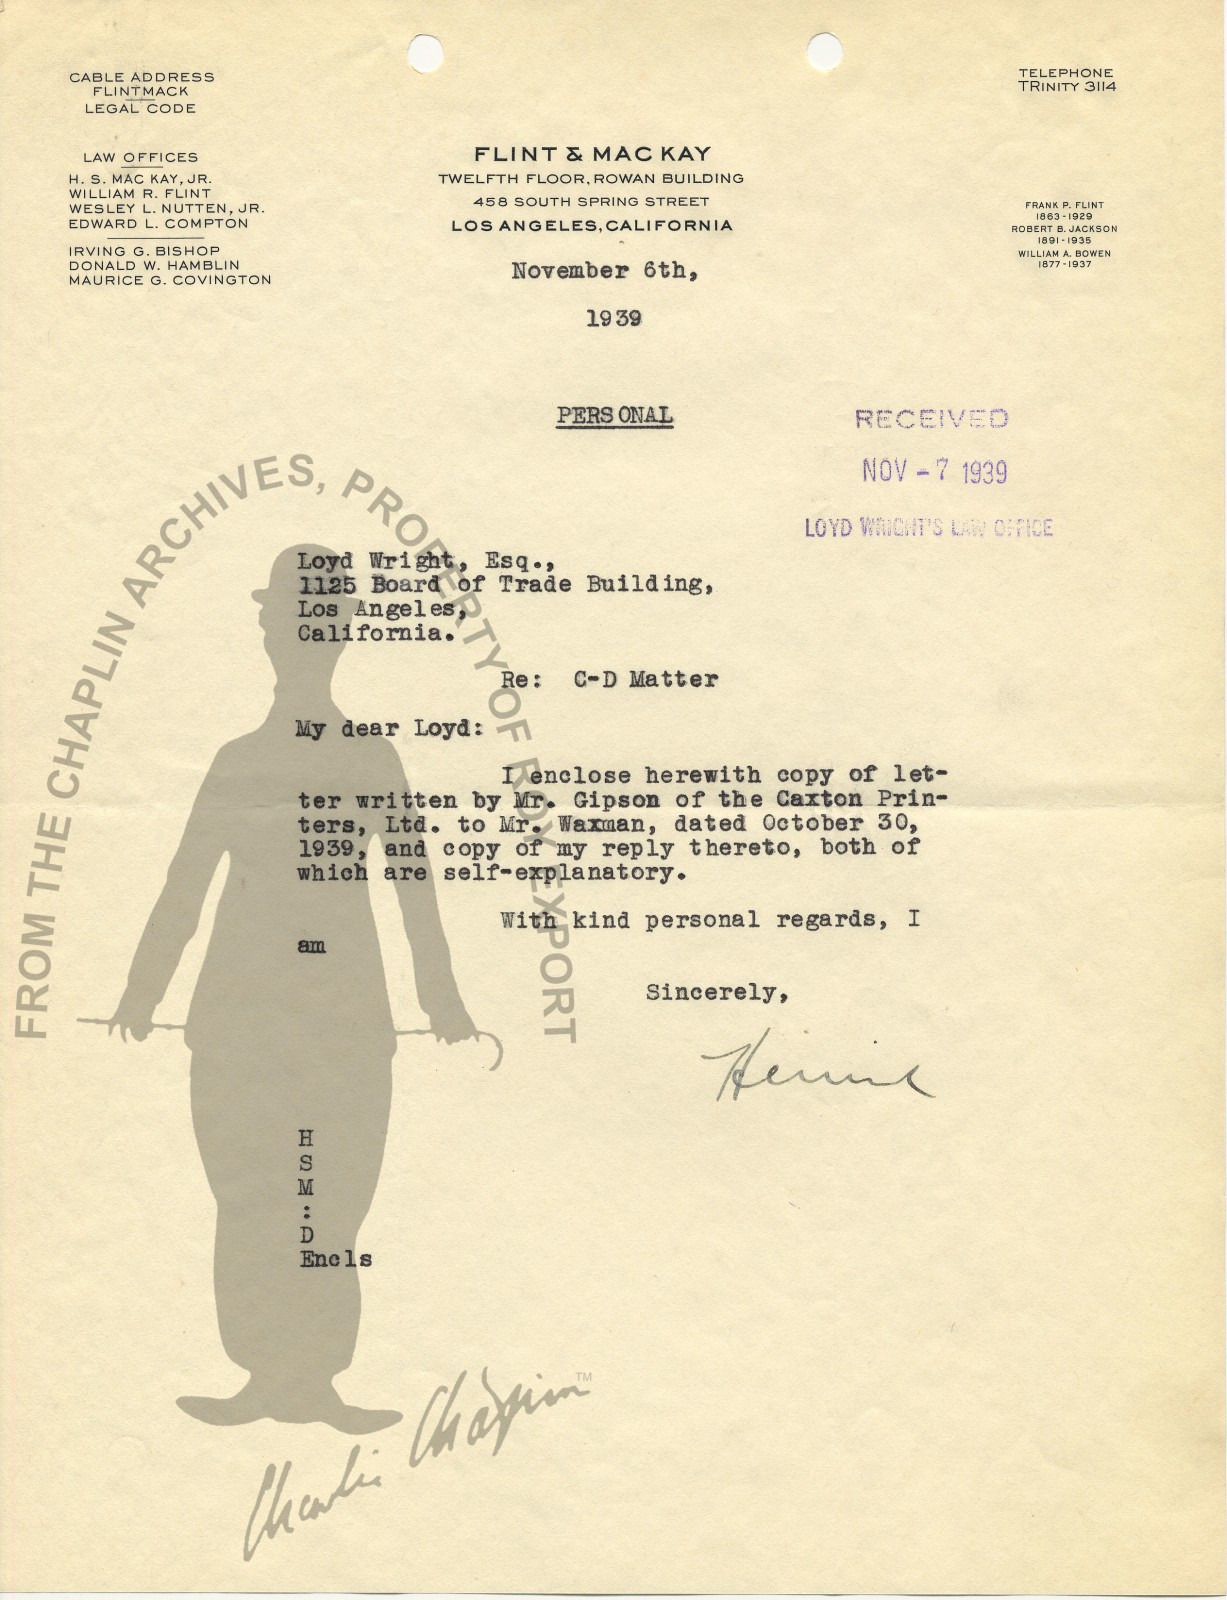 CABLE ADDRESS
FLINTMACK
LEGAL CODE
TELEPHONE
TRINITY 3114
LAW OFFICES
H. S. MAC KAY, JR.
WILLIAM R. FLINT
WESLEY L. NUTTEN, JR.
EDWARD L. COMPTON
IRVING G. BISHOP
DONALD W. HAMBLIN
MAURICE G. COVINGTON
FLINT & MAC KAY
TWELFTH FLOOR, ROWAN BUILDING
458 SOUTH SPRING STREET
LOS ANGELES, CALIFORNIA
FRANK P. FLINT
1863-1929
ROBERT B. JACKSON
1891-1935
WILLIAM A. BOWEN
1877-1937
November 6th,
1939
PERSONAL
RECEIVED
NOV - 7 1939
LOYD WRIGHT'S LAW OFFICE
Loyd Wright, Esq.,
1125 Board of Trade Building,
Los Angeles,
California.
Re: C-D Matter
My dear Loyd:
I enclose herewith copy of let-
ter written by Mr. Gipson of the Caxton Prin-
ters, Ltd. to Mr. Waxman, dated October 30,
1939, and copy of my reply thereto, both of
which are self-explanatory.
With kind personal regards, I
am
Sincerely,
H
S
M
:
D
Encls
FROM THE CHAPLIN ARCHIVES, PROPERTY OF ROY EXPORT
Charlie Chaplin™